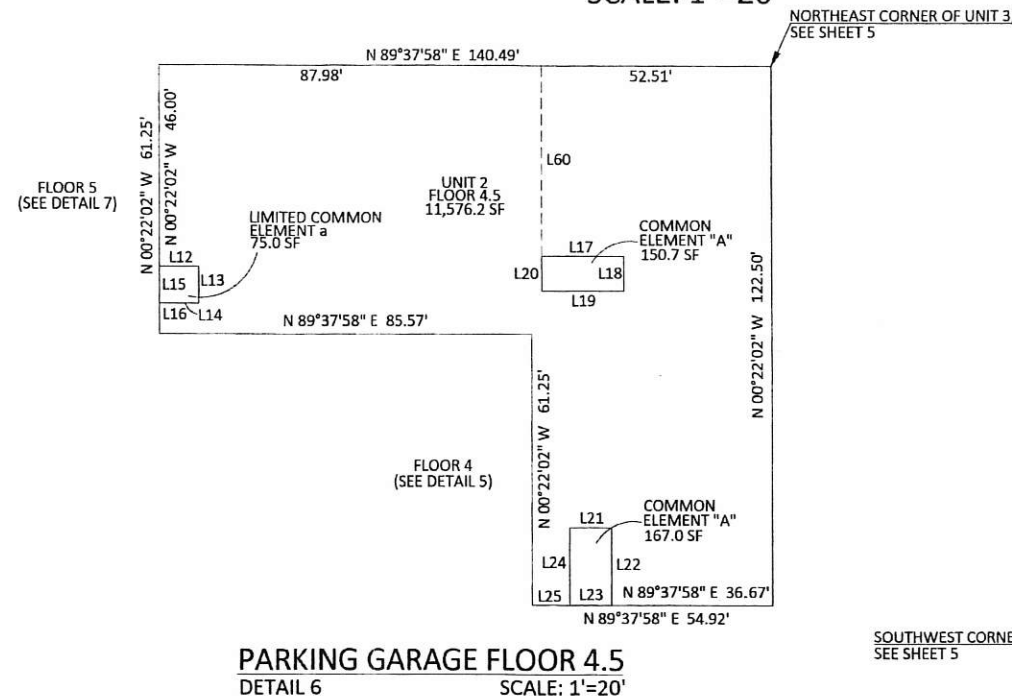 NORTHEAST CORNER OF UNIT 3
SEE SHEET 5
N 89°37'58" E 140.49'
87.98'
52.51'
N 00°22'02" W 61.25'
N 00°22'02" W 46.00'
L60
FLOOR 5
(SEE DETAIL 7)
UNIT 2
FLOOR 4.5
11,576.2 SF
LIMITED COMMON
ELEMENT a
75.0 SF
COMMON
ELEMENT "A"
150.7 SF
L12
L13
L15
L16
L14
L17
L20
L18
L19
N 89°37'58" E 85.57'
N 00°22'02" W 122.50'
N 00°22'02" W 61.25'
FLOOR 4
(SEE DETAIL 5)
COMMON
ELEMENT "A"
167.0 SF
L21
L24
L22
L25
L23
N 89°37'58" E 36.67'
N 89°37'58" E 54.92'
PARKING GARAGE FLOOR 4.5
DETAIL 6 SCALE: 1'=20'
SOUTHWEST CORNE
SEE SHEET 5